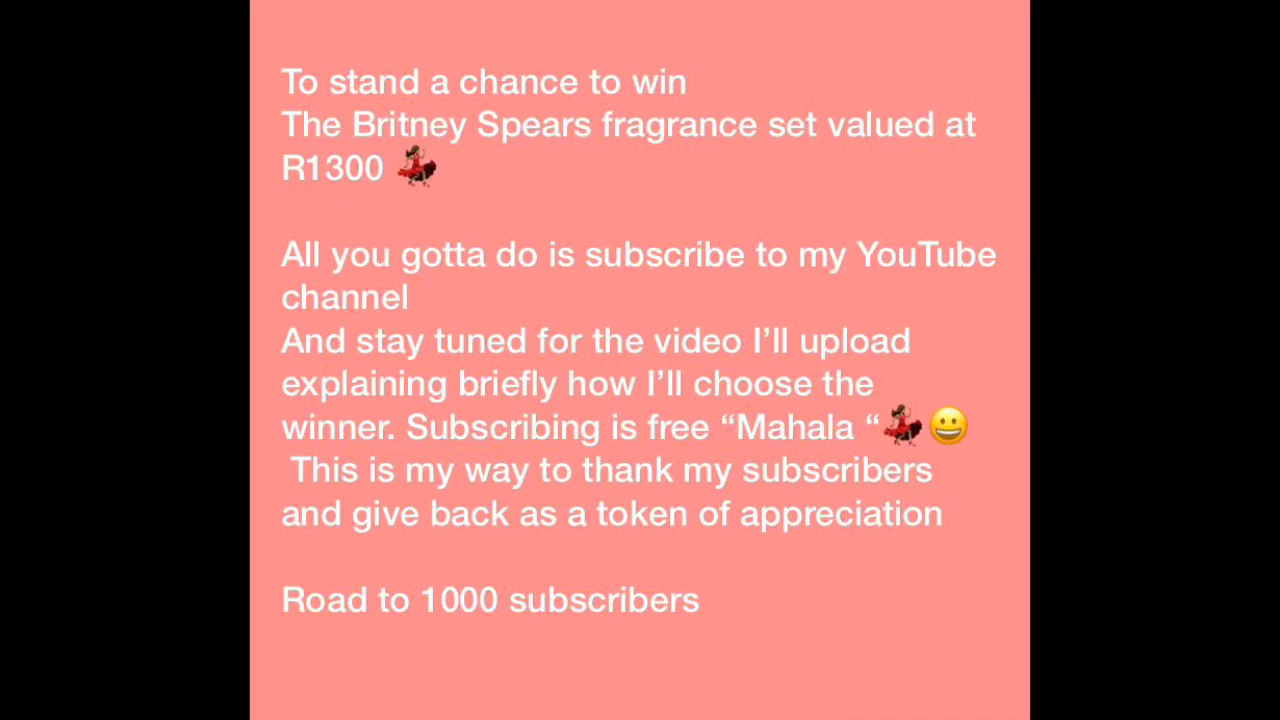 To stand a chance to win
The Britney Spears fragrance set valued at
R1300 💃
All you gotta do is subscribe to my YouTube
channel
And stay tuned for the video I’ll upload
explaining briefly how I’ll choose the
winner. Subscribing is free “Mahala “💃😀
This is my way to thank my subscribers
and give back as a token of appreciation
Road to 1000 subscribers